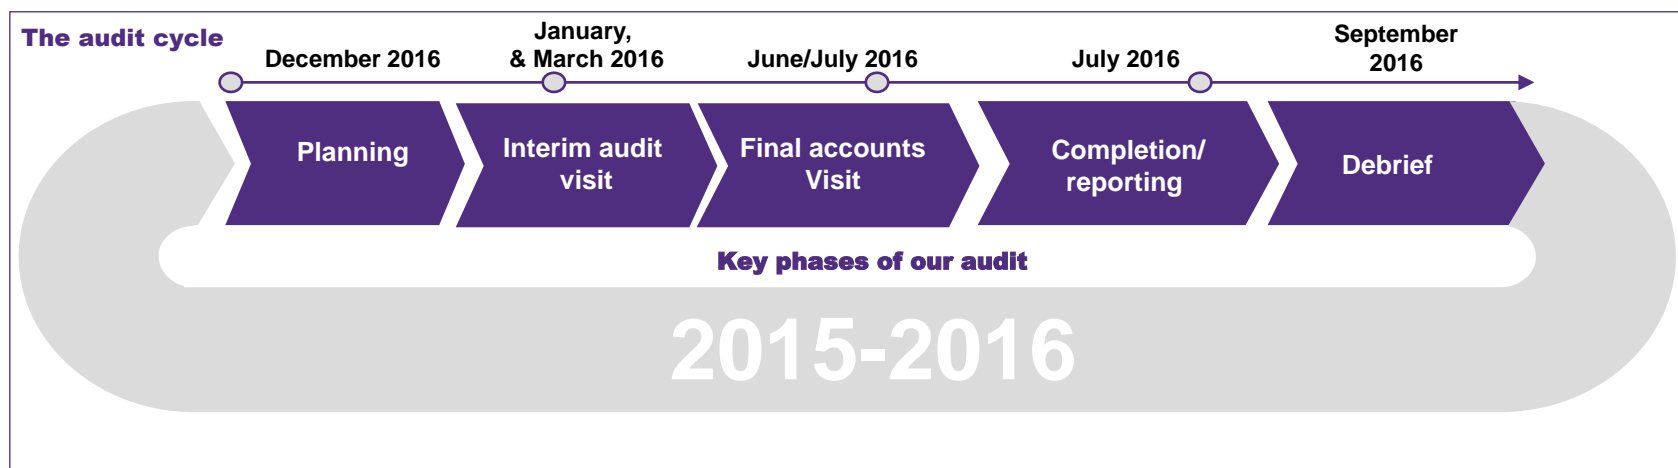 The audit cycle
December 2016
January,
& March 2016
June/July 2016
July 2016
September
2016
Planning
Interim audit
visit
Final accounts
Visit
Completion/
reporting
Debrief
Key phases of our audit
2015-2016